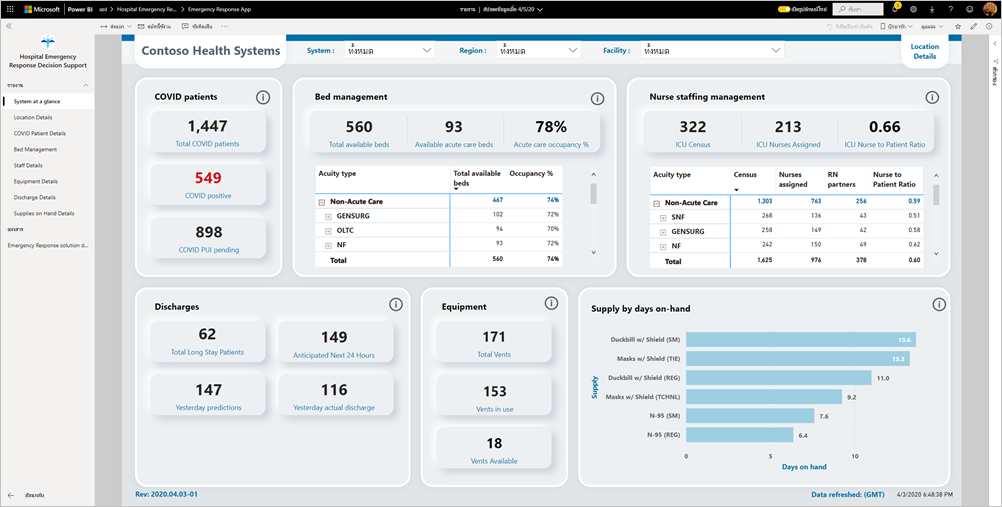 Microsoft Power BI แอป > Hospital Emergency Re... > Emergency Response App
รายงาน | อัปเดตข้อมูลเมื่อ 4/5/20
ค้นหา
ส่งออก
Hospital Emergency
Response Decision Support
รายงาน
System at a glance
Location Details
COVID Patient Details
Bed Management
Staff Details
Equipment Details
Discharge Details
Supplies on Hand Details
Emergency Response solution d...
Contoso Health Systems
System : ทั้งหมด
Region : ทั้งหมด
Facility : ทั้งหมด
Location
Details
COVID patients
1,447
Total COVID patients
549
COVID positive
898
COVID PUI pending
Bed management
560 93 78%
Total available beds Available acute care beds Acute care occupancy %
Acuity type Total available beds Occupancy %
Non-Acute Care 467 74%
GENSURG 102 72%
OLTC 94 70%
NF 93 72%
Total 560 74%
Nurse staffing management
322 213 0.66
ICU Census ICU Nurses Assigned ICU Nurse to Patient Ratio
Acuity type Census Nurses assigned RN partners Nurse to Patient Ratio
Non-Acute Care 1,303 763 256 0.59
SNF 268 136 43 0.51
GENSURG 258 149 42 0.58
NF 242 150 49 0.62
Total 1,625 976 378 0.60
Discharges
62 149
Total Long Stay Patients Anticipated Next 24 Hours
147 116
Yesterday predictions Yesterday actual discharge
Equipment
171
Total Vents
153
Vents in use
18
Vents Available
Supply by days on-hand
Supply
Duckbill w/ Shield (SM) 13.6
Masks w/ Shield (TIE) 13.3
Duckbill w/ Shield (REG) 11.0
Masks w/ Shield (TCHNL) 9.2
N-95 (SM) 7.6
N-95 (REG) 6.4
0 5 10
Days on hand
Rev: 2020.04.03-01
Data refreshed: (GMT) 4/3/2020 6:48:38 PM